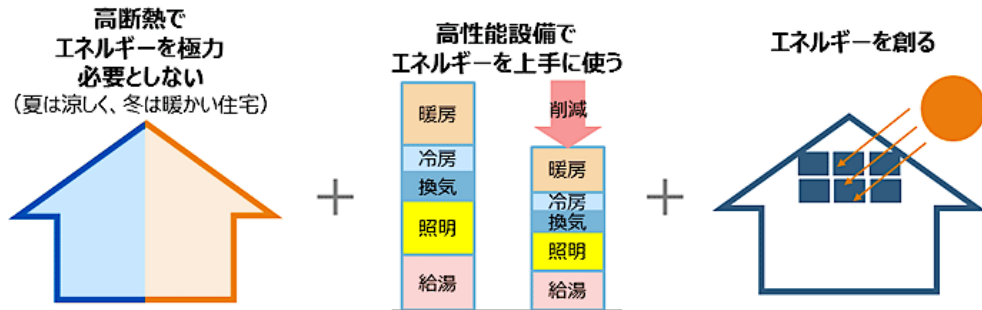 高断熱で
エネルギーを極力
必要としない
（夏は涼しく、冬は暖かい住宅）
高性能設備で
エネルギーを上手に使う
暖房
冷房
換気
照明
給湯
削減
暖房
冷房
換気
照明
給湯
エネルギーを創る